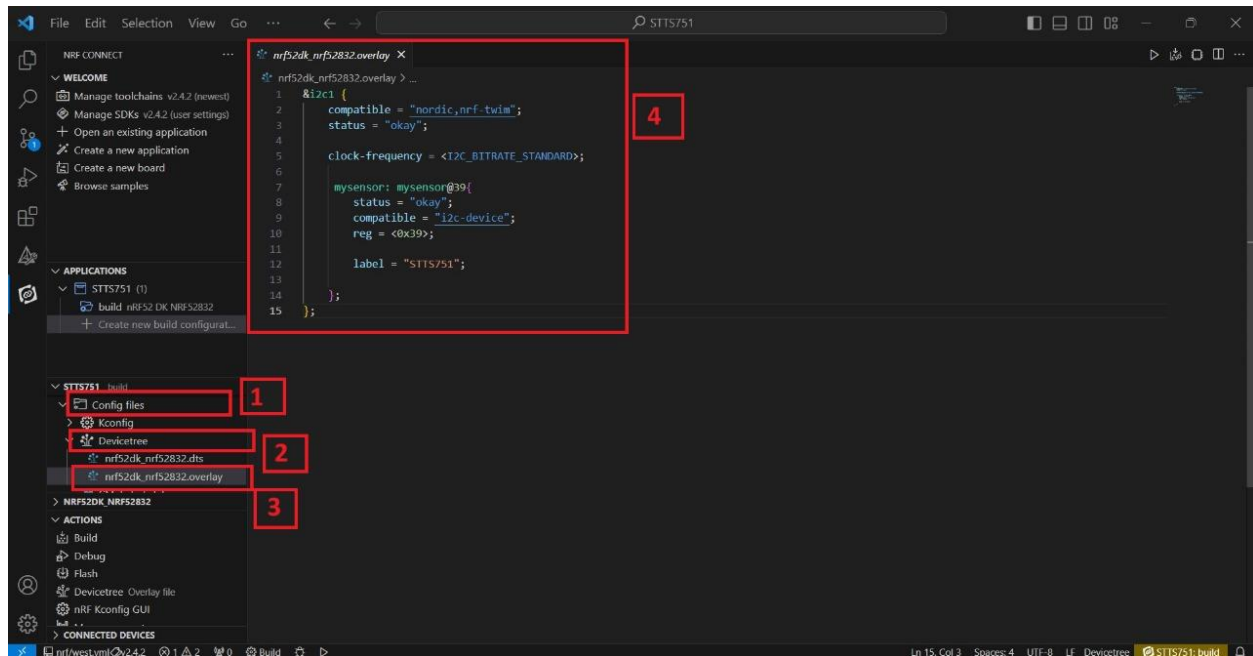 File Edit Selection View Go ... STTS751
NRF CONNECT ...
WELCOME
Manage toolchains v2.4.2 (newest)
Manage SDKs v2.4.2 (user settings)
Open an existing application
Create a new application
Create a new board
Browse samples
APPLICATIONS
STTS751 (1)
build nRF52 DK NRF52832
Create new build configurat...
STTS751 build
Config files
1
Kconfig
Devicetree
2
nrf52dk_nrf52832.dts
nrf52dk_nrf52832.overlay
3
NRF52DK_NRF52832
ACTIONS
Build
Debug
Flash
Devicetree Overlay file
nRF Kconfig GUI
CONNECTED DEVICES
nrf52dk_nrf52832.overlay
nrf52dk_nrf52832.overlay > ...
1 &i2c1 {
2 compatible = "nordic,nrf-twim";
3 status = "okay";
4
5 clock-frequency = <I2C_BITRATE_STANDARD>;
6
7 mysensor: mysensor@39{
8 status = "okay";
9 compatible = "i2c-device";
10 reg = <0x39>;
11
12 label = "STTS751";
13
14 };
15 };
4
nrf/west.yml v2.4.2 1 2 0 Build Ln 15, Col 3 Spaces: 4 UTF-8 LF Devicetree STTS751: build